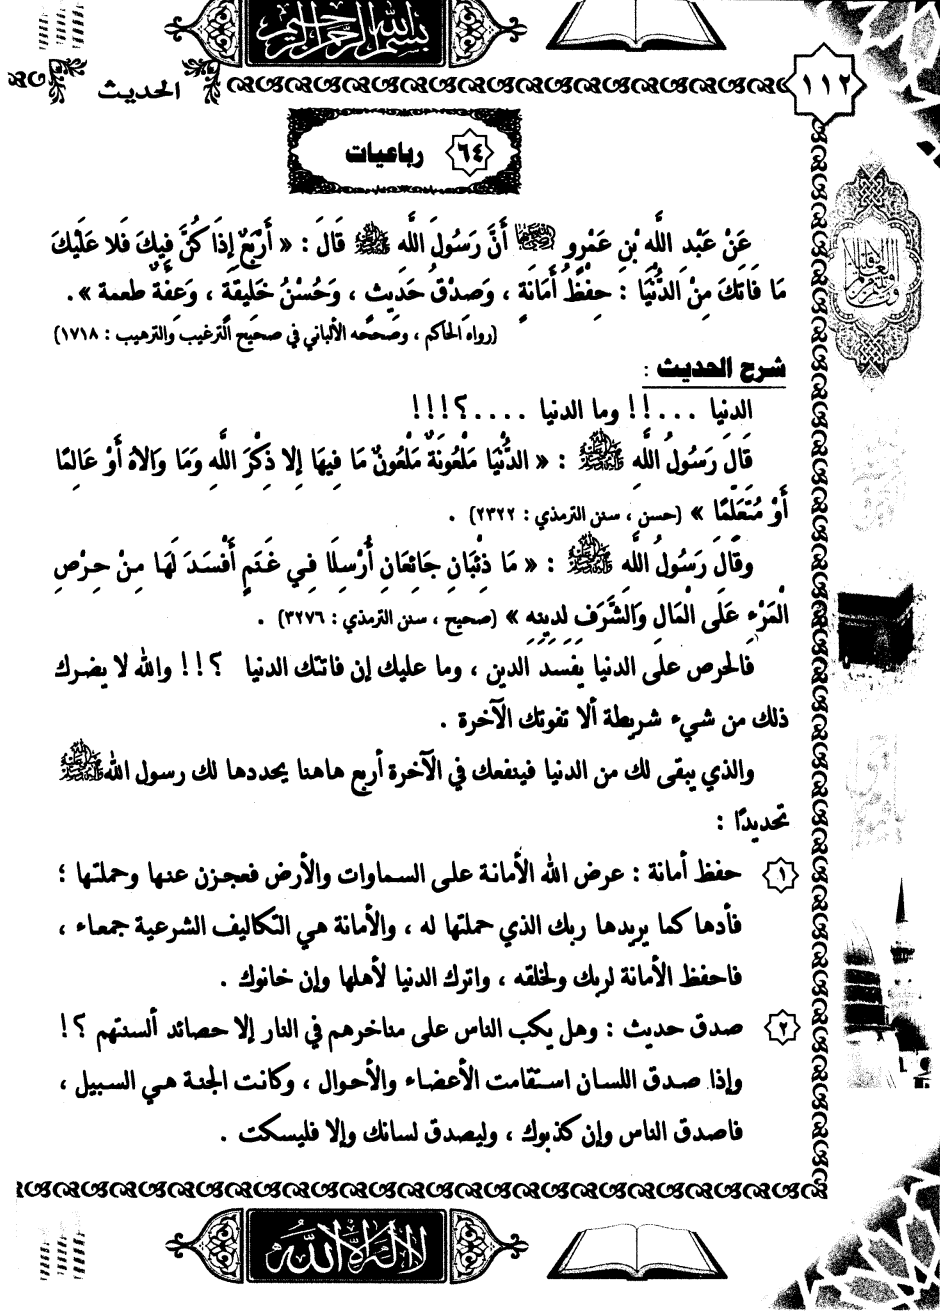 بسم الله الرحمن الرحيم
١١٢
الحديث
٦٤ رباعيات
عَنْ عَبْدِ اللَّهِ بْنِ عَمْرٍو رضي الله عنهما أَنَّ رَسُولَ اللَّهِ ﷺ قَالَ : « أَرْبَعٌ إِذَا كُنَّ فِيكَ فَلا عَلَيْكَ
مَا فَاتَكَ مِنْ الدُّنْيَا : حِفْظُ أَمَانَةٍ ، وَصِدْقُ حَدِيثٍ ، وَحُسْنُ خَلِيقَةٍ ، وَعِفَّةُ طعمة » .
(رواه الحاكم ، وصححه الألباني في صحيح الترغيب والترهيب : ١٧١٨)
شرح الحديث :
الدنيا ....!! وما الدنيا ....؟!!!
قَالَ رَسُولُ اللَّهِ ﷺ : « الدُّنْيَا مَلْعُونَةٌ مَلْعُونٌ مَا فِيهَا إِلا ذِكْرَ اللَّهِ وَمَا وَالاهُ أَوْ عَالِمًا
أَوْ مُتَعَلِّمًا » (حسن ، سنن الترمذي : ٢٣٢٢) .
وقَالَ رَسُولُ اللَّهِ ﷺ : « مَا ذِئْبَانِ جَائِعَانِ أُرْسِلَا فِي غَنَمٍ أَفْسَدَ لَهَا مِنْ حِرْصِ
الْمَرْءِ عَلَى الْمَالِ وَالشَّرَفِ لِدِينِهِ » (صحيح ، سنن الترمذي : ٣٢٧٦) .
فالحرص على الدنيا يفسد الدين ، وما عليك إن فاتتك الدنيا ؟!! والله لا يضرك
ذلك من شيء شريطة ألا تفوتك الآخرة .
والذي يبقى لك من الدنيا فينفعك في الآخرة أربع هاهنا يحددها لك رسول الله ﷺ
تحديدًا :
١ حفظ أمانة : عرض الله الأمانة على السماوات والأرض فعجزن عنها وحملتها ؛
فأدها كما يريدها ربك الذي حملتها له ، والأمانة هي التكاليف الشرعية جمعاء ،
فاحفظ الأمانة لربك ولخلقه ، واترك الدنيا لأهلها وإن خانوك .
٢ صدق حديث : وهل يكب الناس على مناخرهم في النار إلا حصائد ألسنتهم ؟!
وإذا صدق اللسان استقامت الأعضاء والأحوال ، وكانت الجنة هي السبيل ،
فاصدق الناس وإن كذبوك ، وليصدق لسانك وإلا فليسكت .
لا إله إلا الله